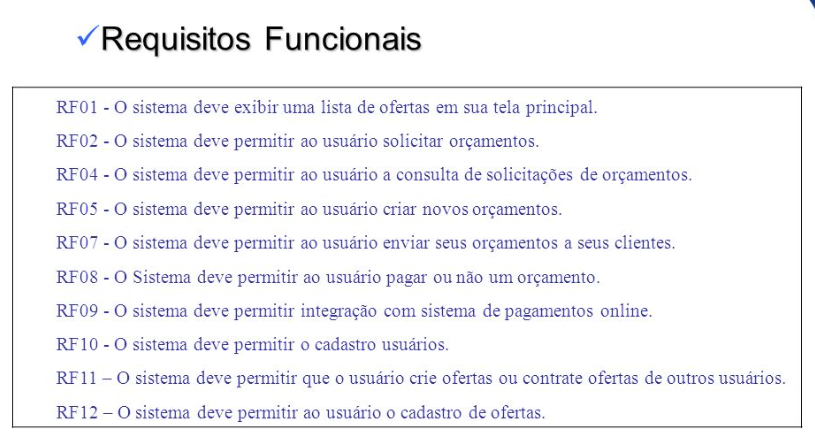 ✓Requisitos Funcionais
RF01 - O sistema deve exibir uma lista de ofertas em sua tela principal.
RF02 - O sistema deve permitir ao usuário solicitar orçamentos.
RF04 - O sistema deve permitir ao usuário a consulta de solicitações de orçamentos.
RF05 - O sistema deve permitir ao usuário criar novos orçamentos.
RF07 - O sistema deve permitir ao usuário enviar seus orçamentos a seus clientes.
RF08 - O Sistema deve permitir ao usuário pagar ou não um orçamento.
RF09 - O sistema deve permitir integração com sistema de pagamentos online.
RF10 - O sistema deve permitir o cadastro usuários.
RF11 – O sistema deve permitir que o usuário crie ofertas ou contrate ofertas de outros usuários.
RF12 – O sistema deve permitir ao usuário o cadastro de ofertas.